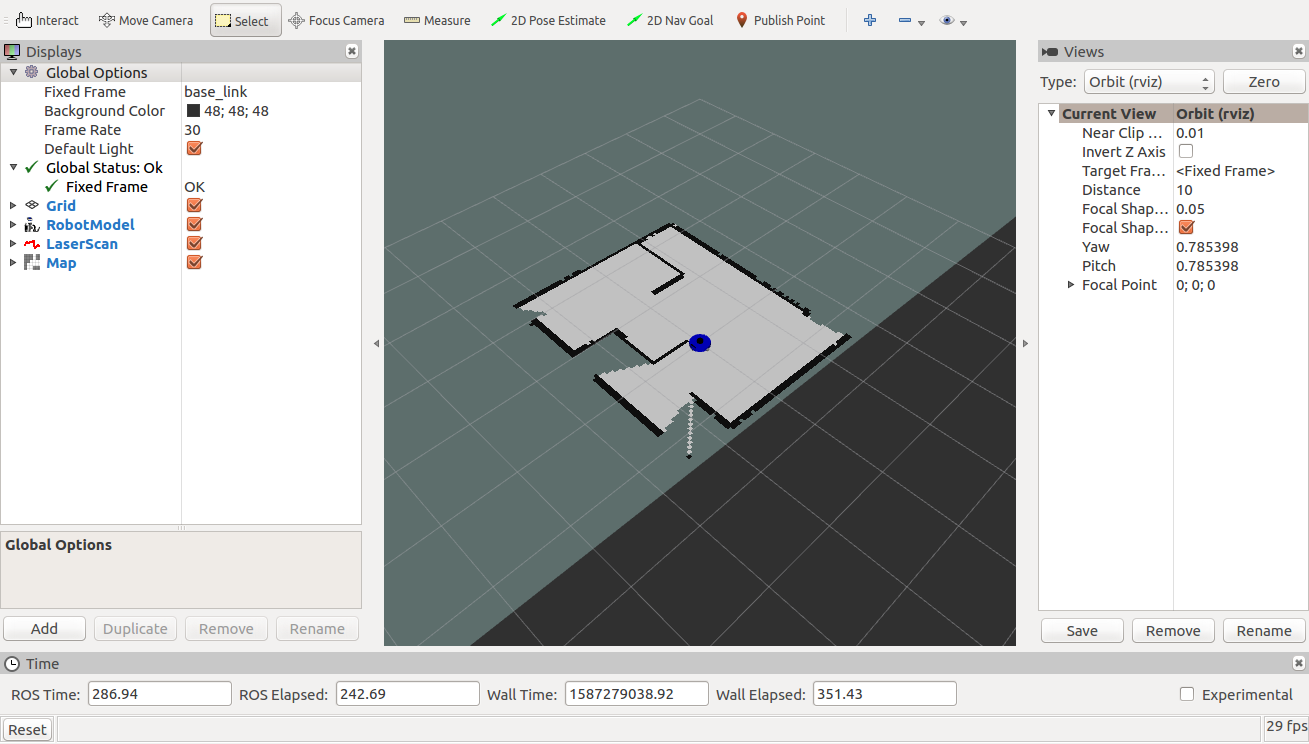 Interact Move Camera Select Focus Camera Measure 2D Pose Estimate 2D Nav Goal Publish Point
Displays
Global Options
Fixed Frame base_link
Background Color 48; 48; 48
Frame Rate 30
Default Light
Global Status: Ok
Fixed Frame OK
Grid
RobotModel
LaserScan
Map
Global Options
Add Duplicate Remove Rename
Views
Type: Orbit (rviz) Zero
Current View Orbit (rviz)
Near Clip ... 0.01
Invert Z Axis
Target Fra... <Fixed Frame>
Distance 10
Focal Shap... 0.05
Focal Shap...
Yaw 0.785398
Pitch 0.785398
Focal Point 0; 0; 0
Save Remove Rename
Time
ROS Time: 286.94 ROS Elapsed: 242.69 Wall Time: 1587279038.92 Wall Elapsed: 351.43 Experimental
Reset 29 fps